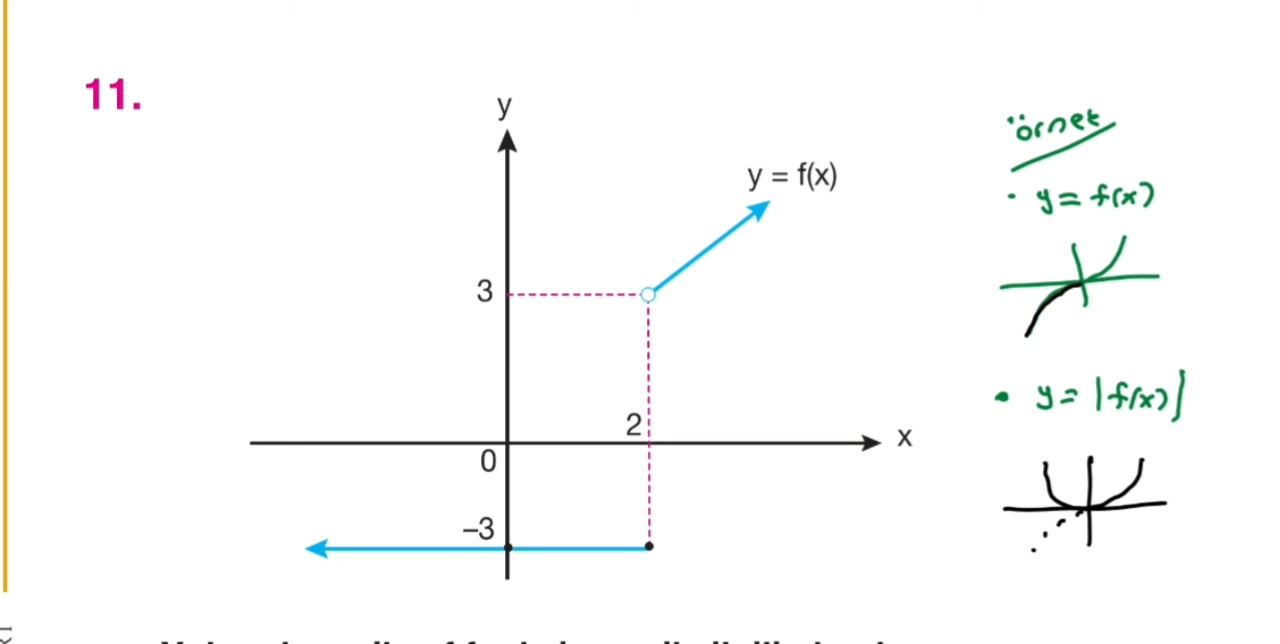 11.
y
y = f(x)
3
2
x
0
–3
örnek
· y = f(x)
• y = |f(x)|